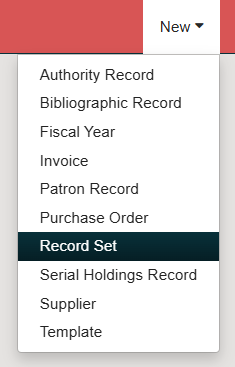 New
Authority Record
Bibliographic Record
Fiscal Year
Invoice
Patron Record
Purchase Order
Record Set
Serial Holdings Record
Supplier
Template